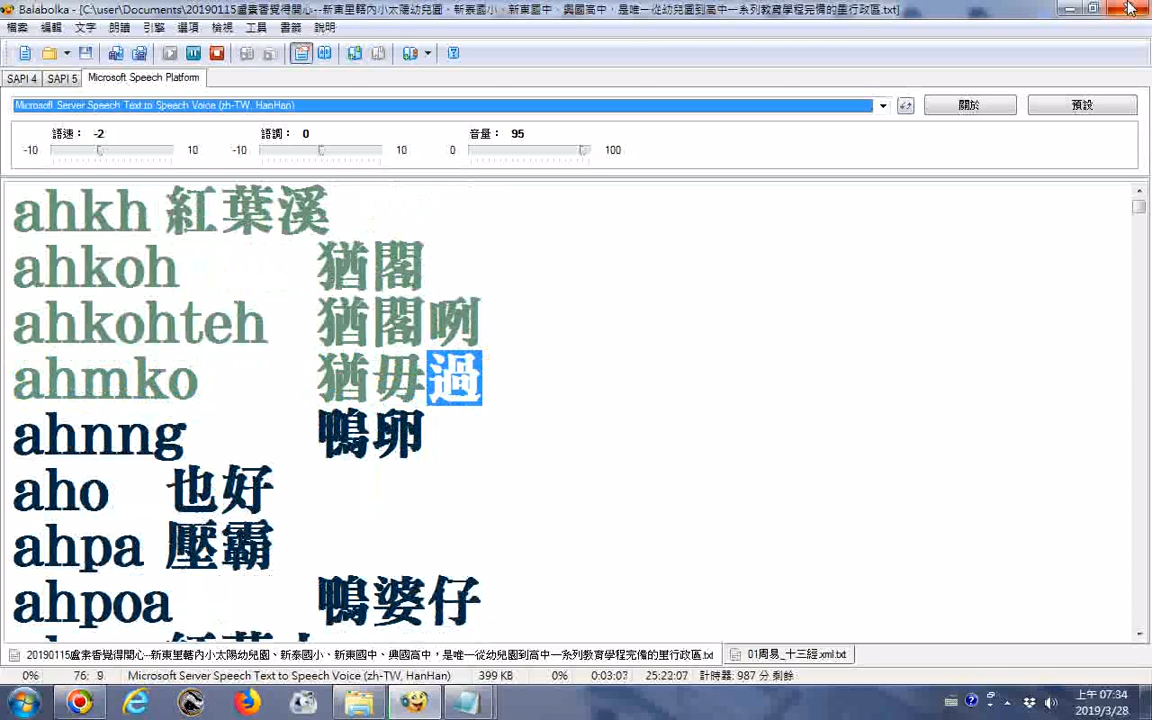 Balabolka - [C:\user\Documents\20190115盧素香覺得開心--新東里轄內小太陽幼兒園、新泰國小、新東國中、興國高中，是唯一從幼兒園到高中一系列教育學程完備的里行政區.txt]
檔案 編輯 文字 朗讀 引擎 選項 檢視 工具 書籤 說明
SAPI 4 SAPI 5 Microsoft Speech Platform
Microsoft Server Speech Text to Speech Voice (zh-TW, HanHan)
關於 預設
語速： -2 語調： 0 音量： 95
-10 10 -10 10 0 100
ahkh 紅葉溪
ahkoh 猶閣
ahkohteh 猶閣咧
ahmko 猶毋過
ahnng 鴨卵
aho 也好
ahpa 壓霸
ahpoa 鴨婆仔
20190115盧素香覺得開心--新東里轄內小太陽幼兒園、新泰國小、新東國中、興國高中，是唯一從幼兒園到高中一系列教育學程完備的里行政區.txt 01周易_十三經.xml.txt
0% 76: 9 Microsoft Server Speech Text to Speech Voice (zh-TW, HanHan) 399 KB 0% 0:03:03 25:22:07 計時器: 987 分 剩餘
上午 07:34
2019/3/28